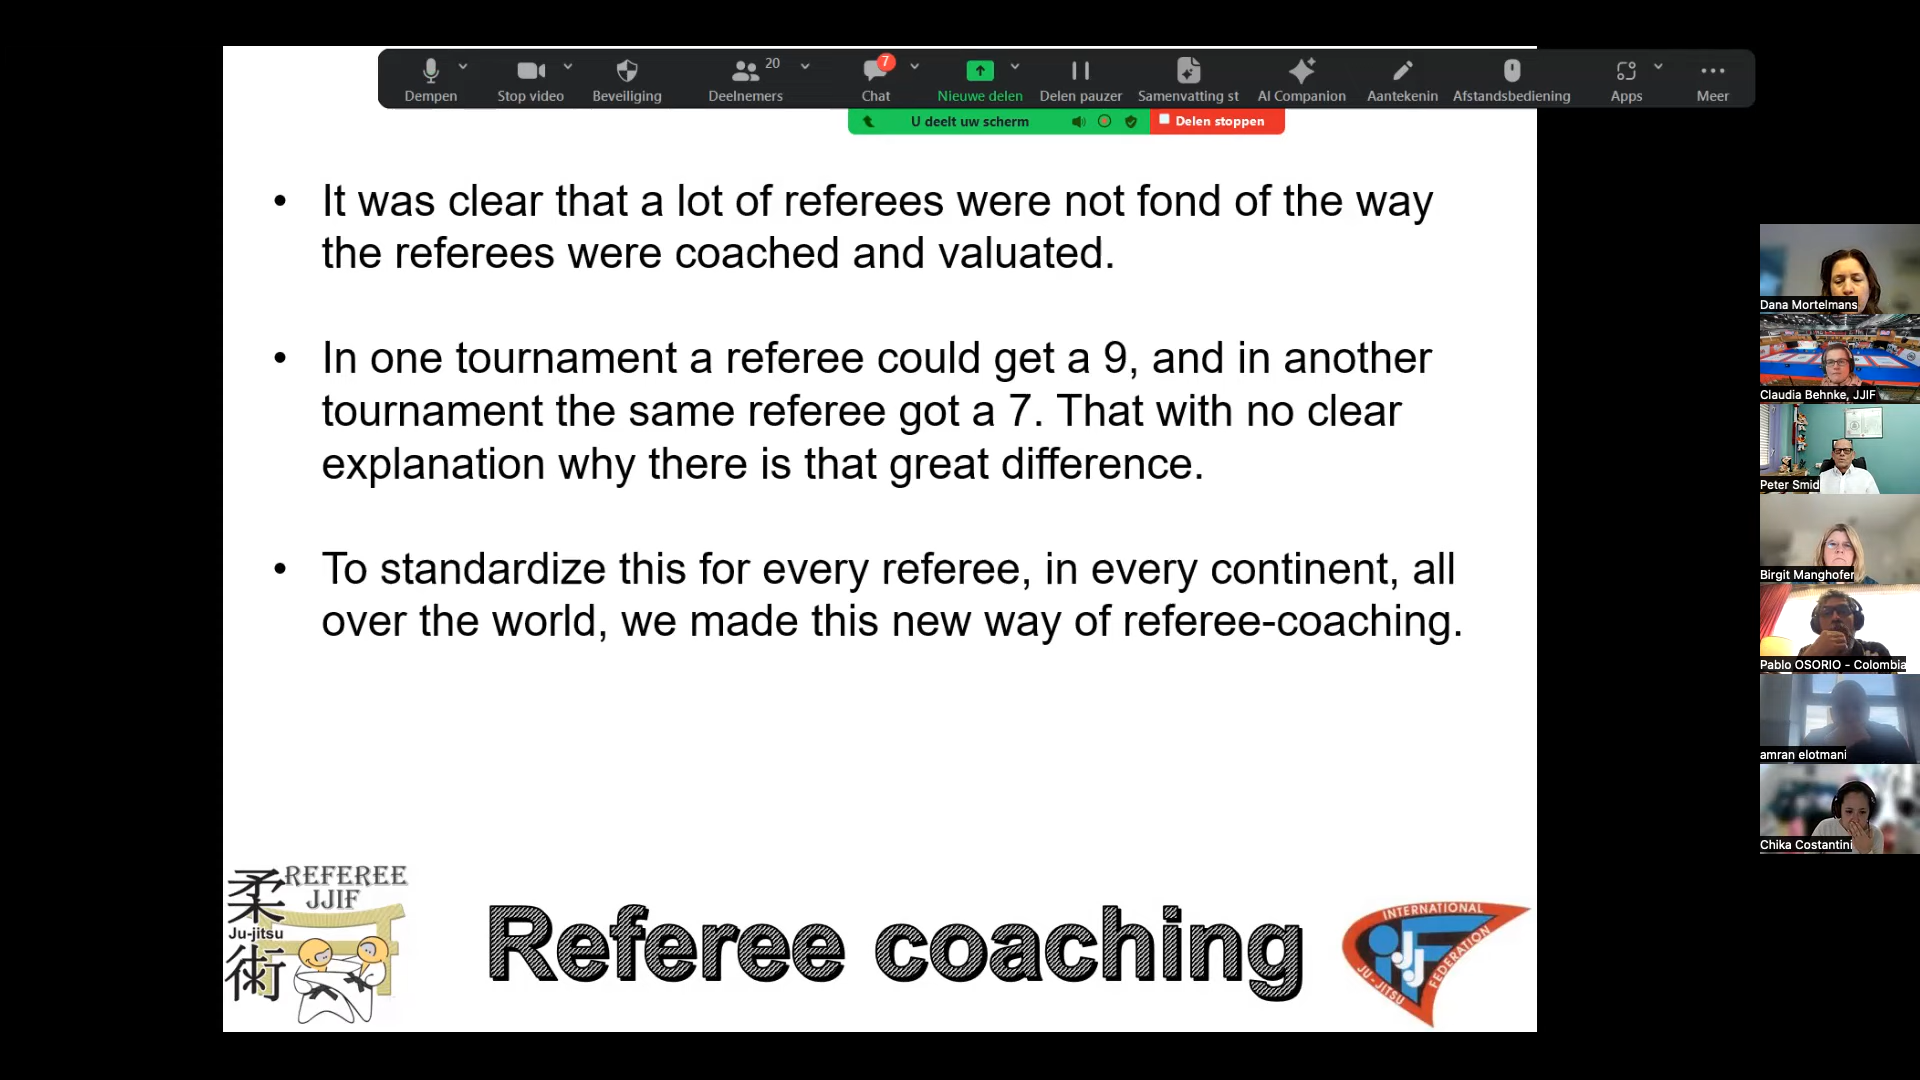 Dempen
Stop video
Beveiliging
20
Deelnemers
7
Chat
Nieuwe delen
Delen pauzer
Samenvatting st
AI Companion
Aantekenin
Afstandsbediening
Apps
Meer
U deelt uw scherm
Delen stoppen
• It was clear that a lot of referees were not fond of the way
the referees were coached and valuated.
• In one tournament a referee could get a 9, and in another
tournament the same referee got a 7. That with no clear
explanation why there is that great difference.
• To standardize this for every referee, in every continent, all
over the world, we made this new way of referee-coaching.
柔術
REFEREE
JJIF
Ju-jitsu
Referee coaching
INTERNATIONAL
JJIF
JU-JITSU
FEDERATION
Dana Mortelmans
Claudia Behnke, JJIF
Peter Smid
Birgit Manghofer
Pablo OSORIO - Colombia
amran elotmani
Chika Costantini